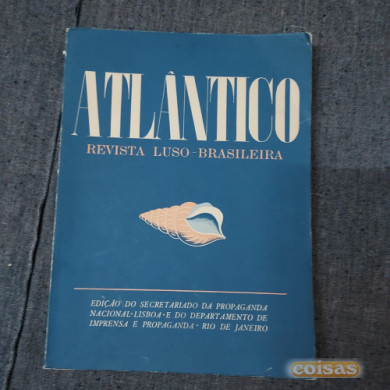 ATLÂNTICO
REVISTA LUSO-BRASILEIRA
EDIÇÃO DO SECRETARIADO DA PROPAGANDA
NACIONAL·LISBOA·E DO DEPARTAMENTO DE
IMPRENSA E PROPAGANDA·RIO DE JANEIRO
coisas